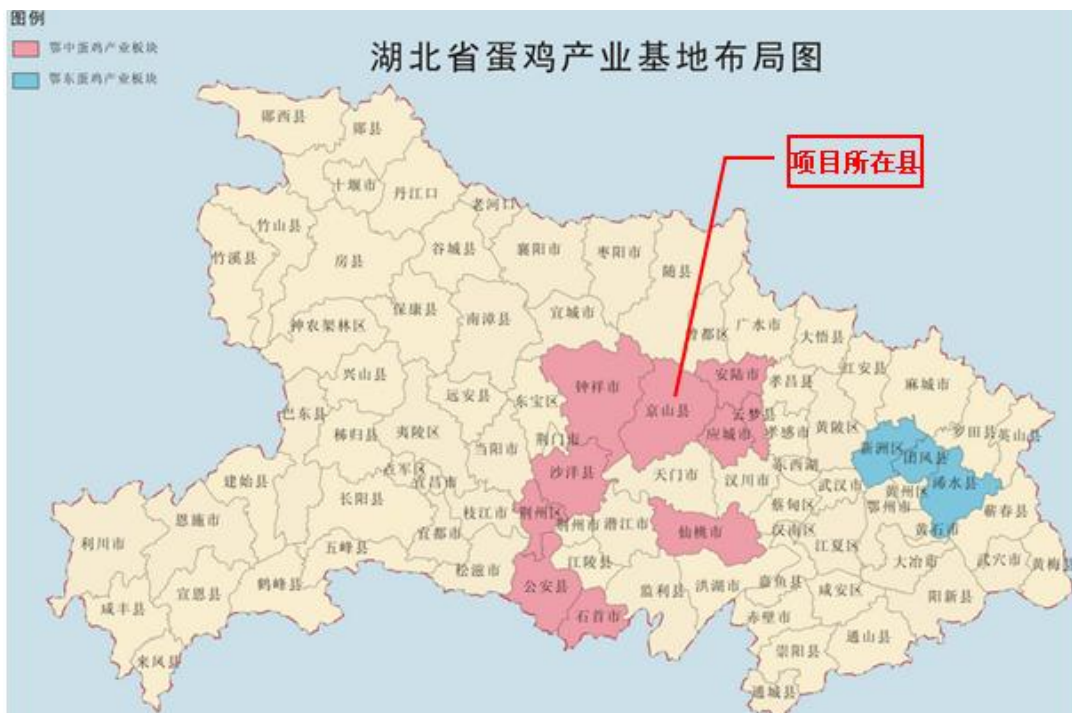 图例
鄂中蛋鸡产业板块
鄂东蛋鸡产业板块
湖北省蛋鸡产业基地布局图
项目所在县
郧西县
郧县
十堰市
丹江口
老河口
竹山县
竹溪县
房县
谷城县
襄阳市
枣阳市
随县
保康县
南漳县
宜城市
神农架林区
曾都区
广水市
大悟县
红安县
麻城市
兴山县
远安县
东宝区
钟祥市
京山县
安陆市
孝昌县
云梦县
应城市
孝感市
黄陂区
罗田县
英山县
巴东县
秭归县
夷陵区
当阳市
荆门市
新洲区
团风县
浠水县
点军区
宜昌市
沙洋县
天门市
汉川市
东西湖
武汉市
黄州区
鄂州市
蕲春县
建始县
恩施市
长阳县
枝江市
宜都市
荆州区
荆州市
潜江市
仙桃市
蔡甸区
汉南区
江夏区
黄石市
大冶市
武穴市
黄梅县
利川市
五峰县
松滋市
江陵县
公安县
石首市
监利县
洪湖市
嘉鱼县
咸安区
阳新县
咸丰县
宣恩县
鹤峰县
来凤县
赤壁市
崇阳县
通山县
通城县